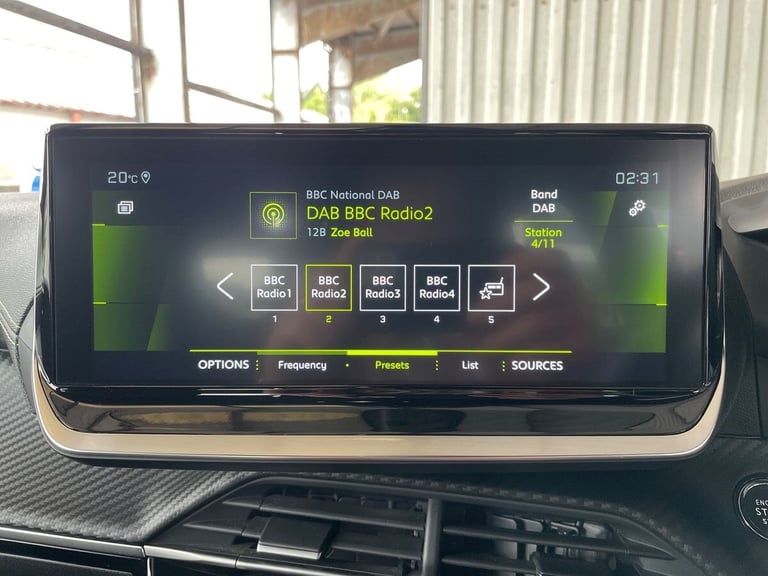 20°C
02:31
BBC National DAB
DAB BBC Radio2
12B Zoe Ball
Band
DAB
Station
4/11
BBC
Radio1
BBC
Radio2
BBC
Radio3
BBC
Radio4
1
2
3
4
5
OPTIONS
Frequency
Presets
List
SOURCES